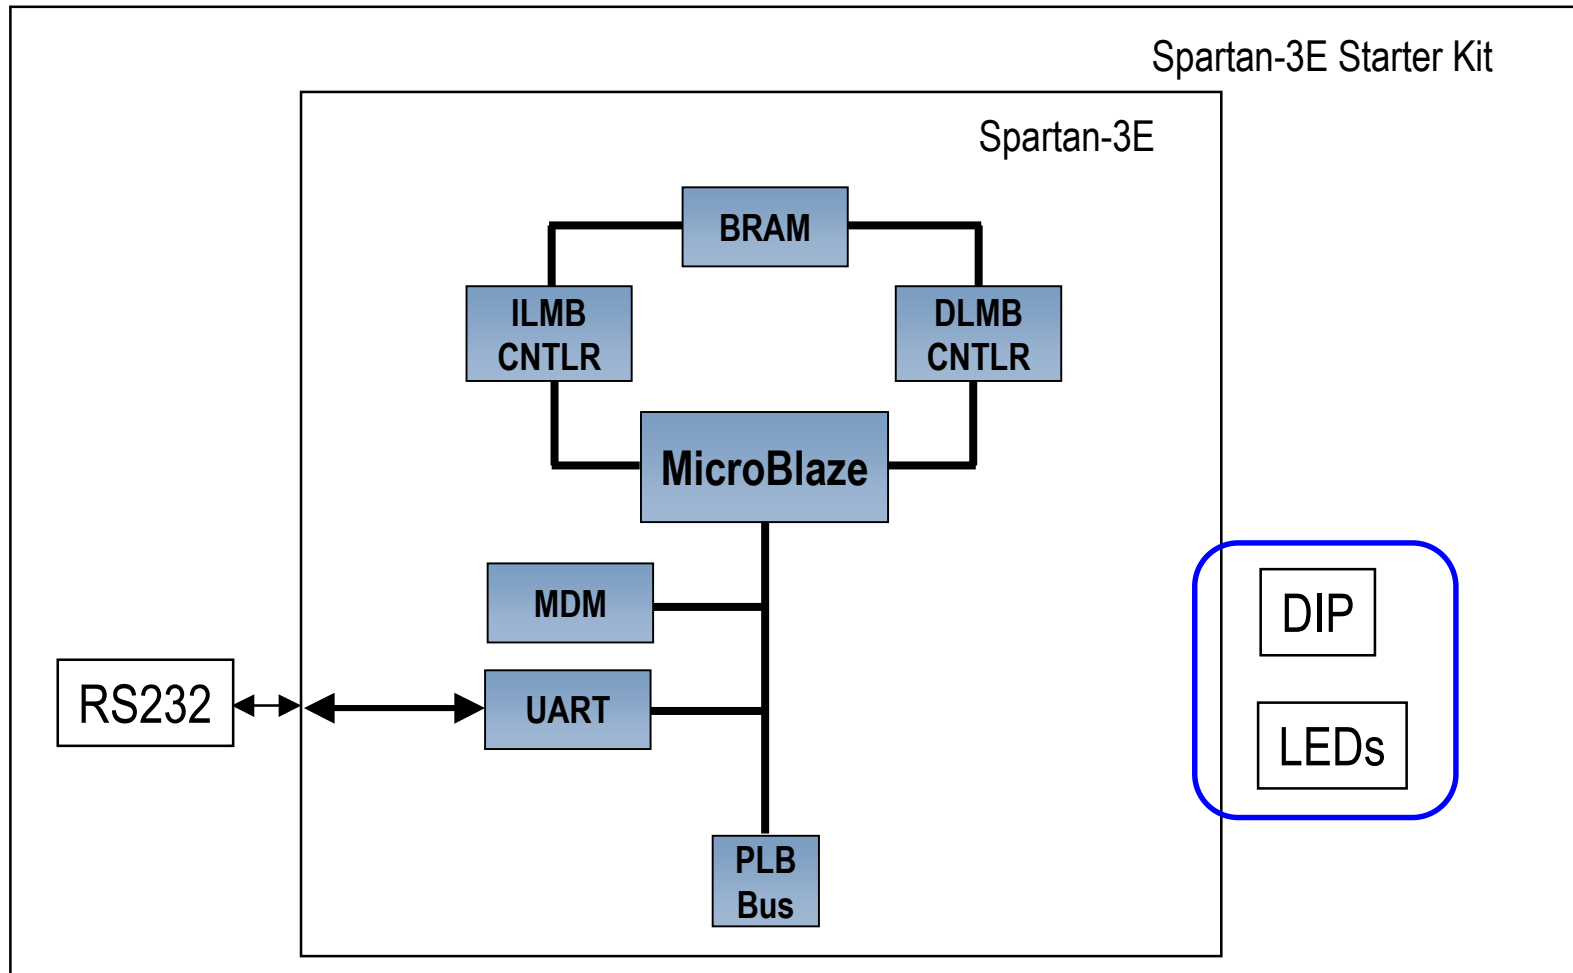 Spartan-3E Starter Kit
Spartan-3E
BRAM
ILMB
CNTLR
DLMB
CNTLR
MicroBlaze
MDM
DIP
RS232
UART
LEDs
PLB
Bus